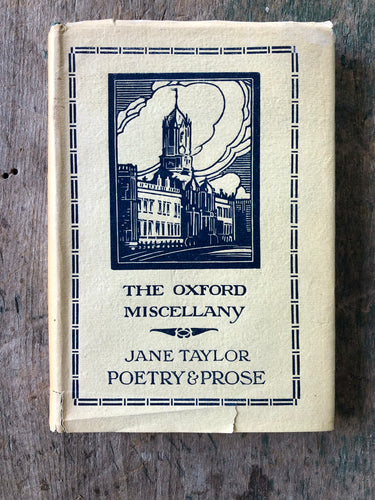 THE OXFORD
MISCELLANY
JANE TAYLOR
POETRY & PROSE